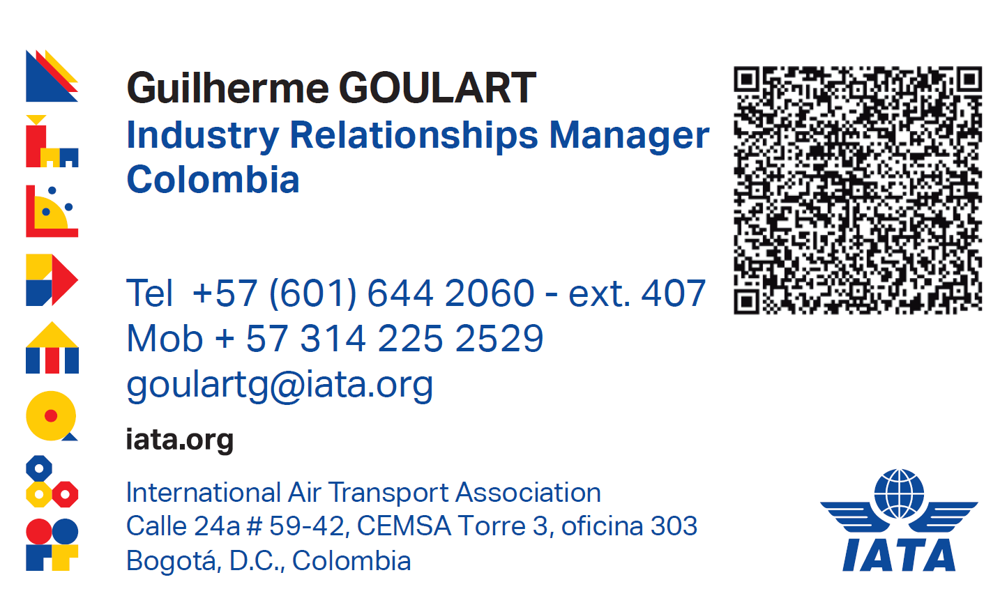 Guilherme GOULART
Industry Relationships Manager
Colombia
Tel  +57 (601) 644 2060 - ext. 407
Mob + 57 314 225 2529
goulartg@iata.org
iata.org
International Air Transport Association
Calle 24a # 59-42, CEMSA Torre 3, oficina 303
Bogotá, D.C., Colombia
IATA